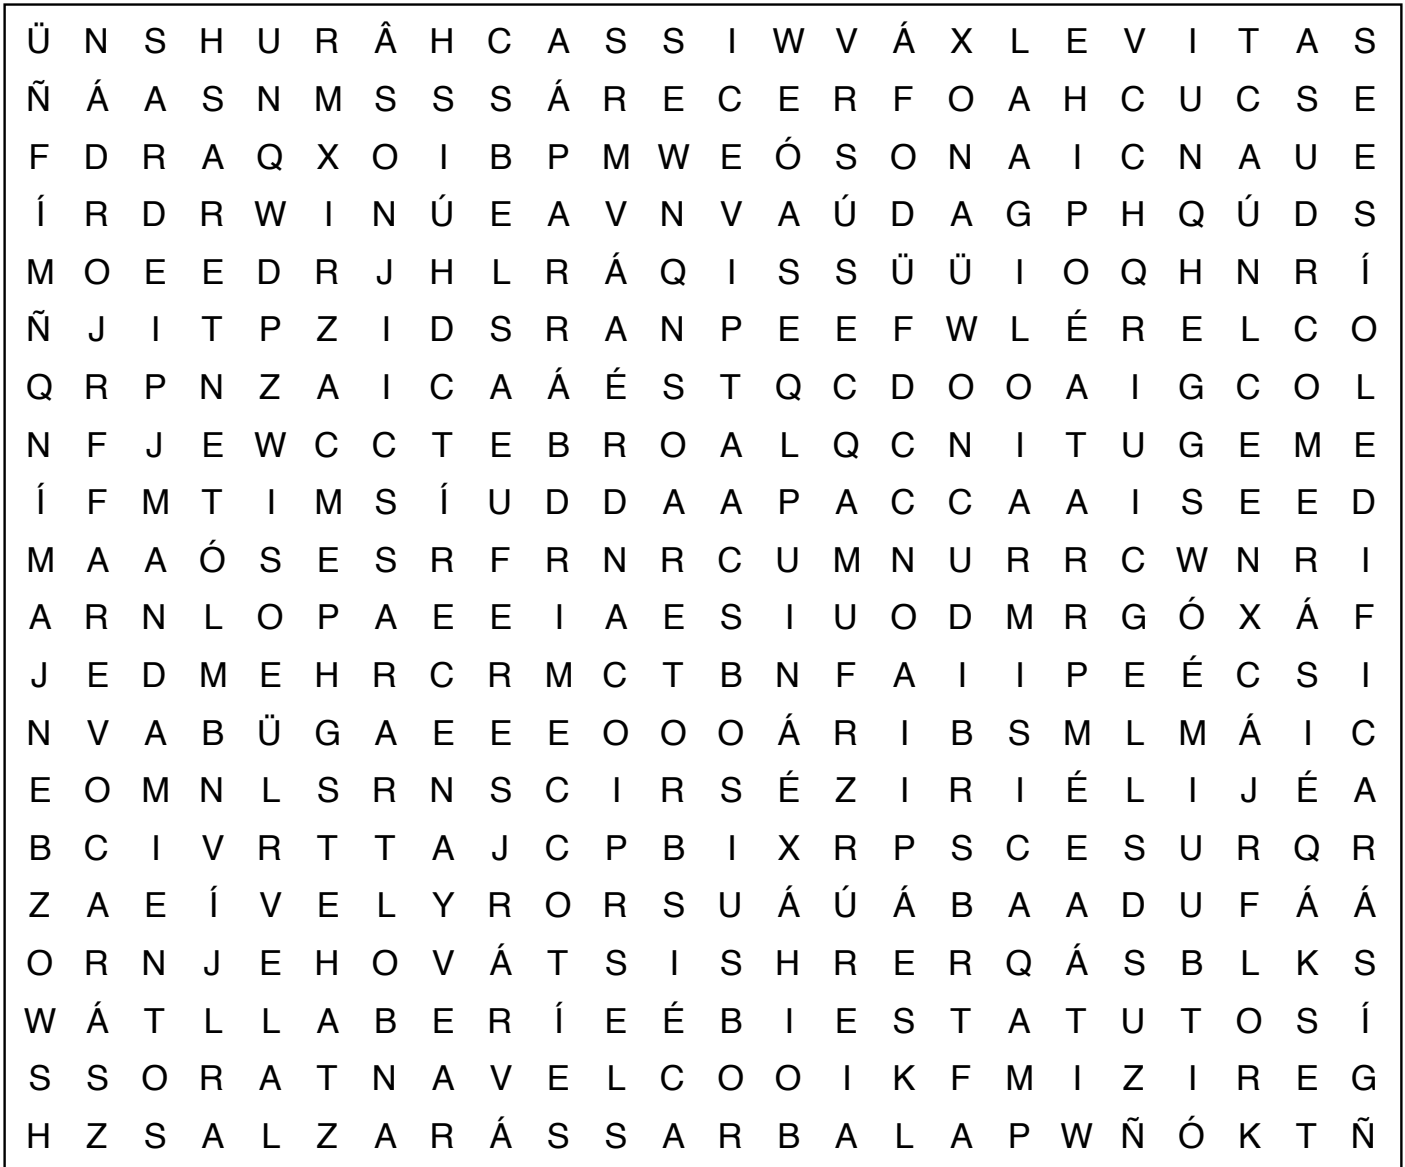 Ü N S H U R Â H C A S S I W V Á X L E V I T A S
Ñ Á A S N M S S S Á R E C E R F O A H C U C S E
F D R A Q X O I B P M W E Ó S O N A I C N A U E
Í R D R W I N Ú E A V N V A Ú D A G P H Q Ú D S
M O E E D R J H L R Á Q I S S Ü Ü I O Q H N R Í
Ñ J I T P Z I D S R A N P E E F W L É R E L C O
Q R P N Z A I C A Á É S T Q C D O O A I G C O L
N F J E W C C T E B R O A L Q C N I T U G E M E
Í F M T I M S Í U D D A A P A C C A A I S E E D
M A A Ó S E S R F R N R C U M N U R R C W N R I
A R N L O P A E E I A E S I U O D M R G Ó X Á F
J E D M E H R C R M C T B N F A I I P E É C S I
N V A B Ü G A E E E O O O Á R I B S M L M Á I C
E O M N L S R N S C I R S É Z I R I É L I J É A
B C I V R T T A J C P B I X R P S C E S U R Q R
Z A E Í V E L Y R O R S U Á Ú Á B A A D U F Á Á
O R N J E H O V Á T S I S H R E R Q Á S B L K S
W Á T L L A B E R Í E É B I E S T A T U T O S Í
S S O R A T N A V E L C O O I K F M I Z I R E G
H Z S A L Z A R Á S S A R B A L A P W Ñ Ó K T Ñ